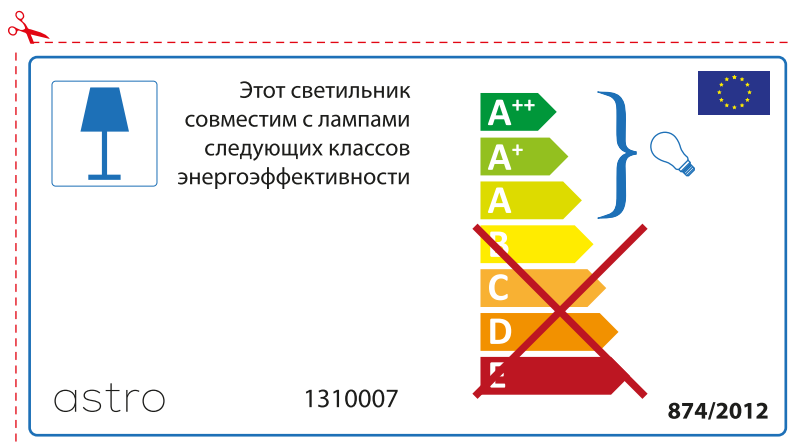 Этот светильник
совместим с лампами
следующих классов
энергоэффективности
A++
A+
A
B
C
D
E
astro
1310007
874/2012